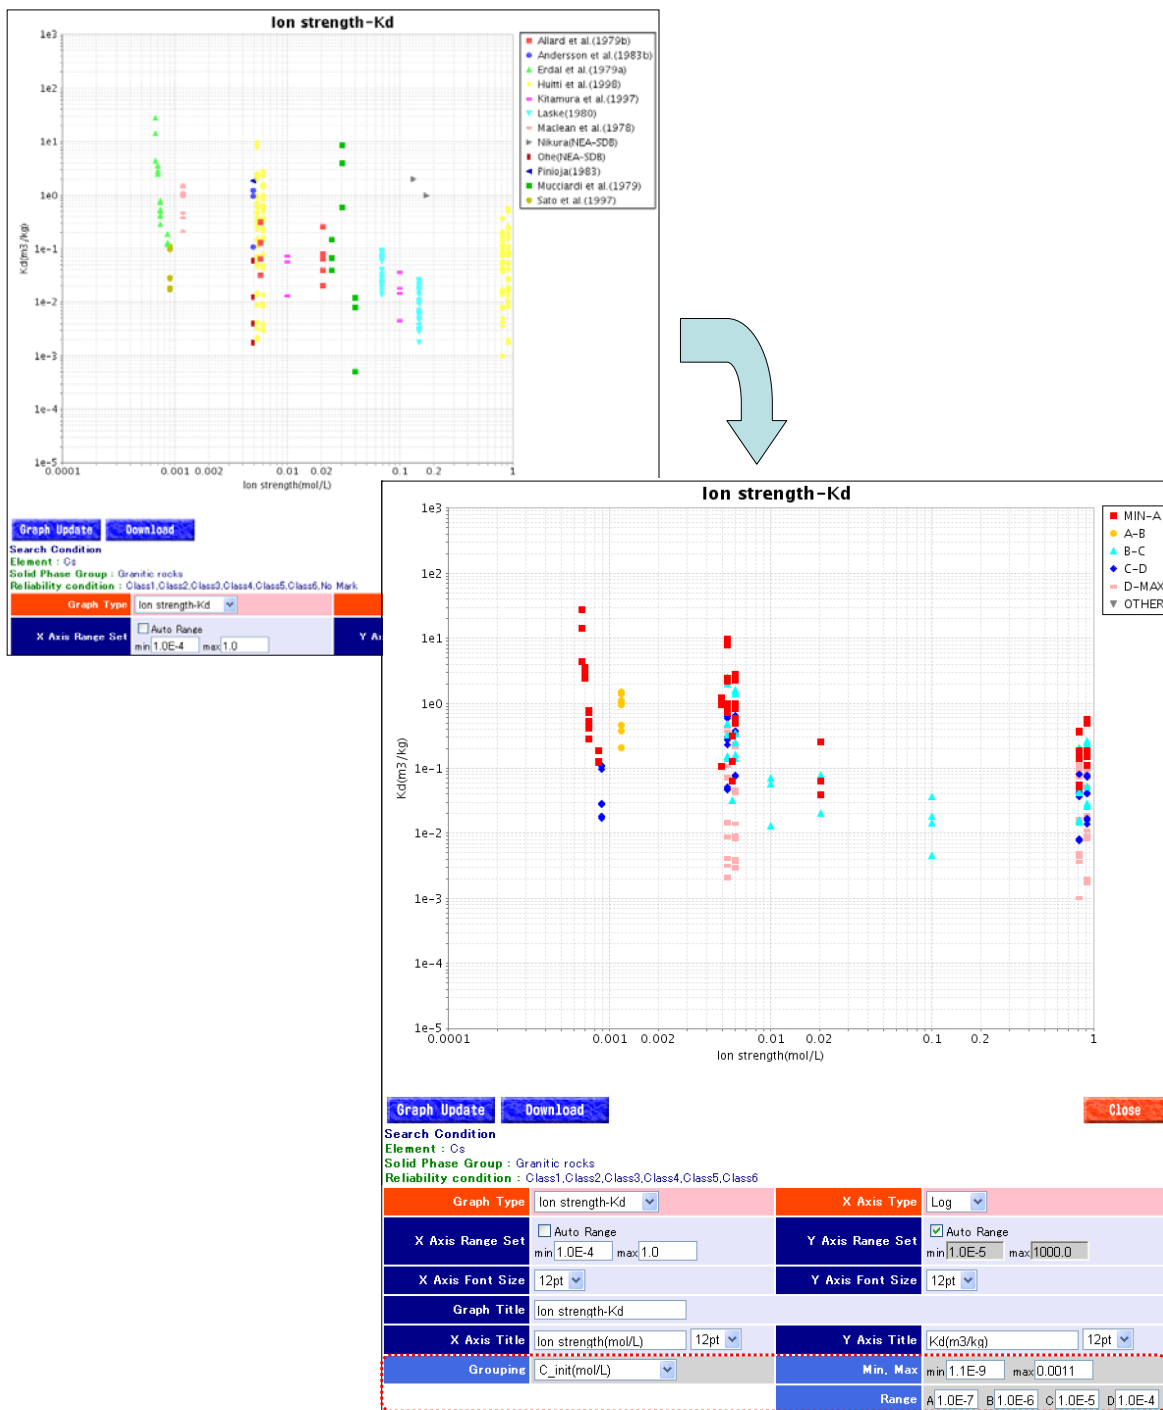 Ion strength-Kd
1e3
1e2
1e1
1e0
1e-1
1e-2
1e-3
1e-4
1e-5
Kd(m3/kg)
0.0001 0.001 0.002 0.01 0.02 0.1 0.2 1
Ion strength(mol/L)
Allard et al.(1979b)
Andersson et al.(1983b)
Erdal et al.(1979a)
Huitti et al.(1998)
Kitamura et al.(1997)
Laske(1980)
Maclean et al.(1978)
Nikura(NEA-SDB)
Ohe(NEA-SDB)
Pinioja(1983)
Mucciardi et al.(1979)
Sato et al.(1997)
Graph Update Download
Search Condition
Element : Cs
Solid Phase Group : Granitic rocks
Reliability condition : Class1,Class2,Class3,Class4,Class5,Class6,No Mark
Graph Type Ion strength-Kd
X Axis Range Set Auto Range
min 1.0E-4 max 1.0
Y A
Ion strength-Kd
1e3
1e2
1e1
1e0
1e-1
1e-2
1e-3
1e-4
1e-5
Kd(m3/kg)
0.0001 0.001 0.002 0.01 0.02 0.1 0.2 1
Ion strength(mol/L)
MIN-A
A-B
B-C
C-D
D-MAX
OTHER
Graph Update Download Close
Search Condition
Element : Cs
Solid Phase Group : Granitic rocks
Reliability condition : Class1,Class2,Class3,Class4,Class5,Class6
Graph Type Ion strength-Kd X Axis Type Log
X Axis Range Set Auto Range Y Axis Range Set Auto Range
min 1.0E-4 max 1.0 min 1.0E-5 max 1000.0
X Axis Font Size 12pt Y Axis Font Size 12pt
Graph Title Ion strength-Kd
X Axis Title Ion strength(mol/L) 12pt Y Axis Title Kd(m3/kg) 12pt
Grouping C_init(mol/L) Min, Max min 1.1E-9 max 0.0011
Range A 1.0E-7 B 1.0E-6 C 1.0E-5 D 1.0E-4